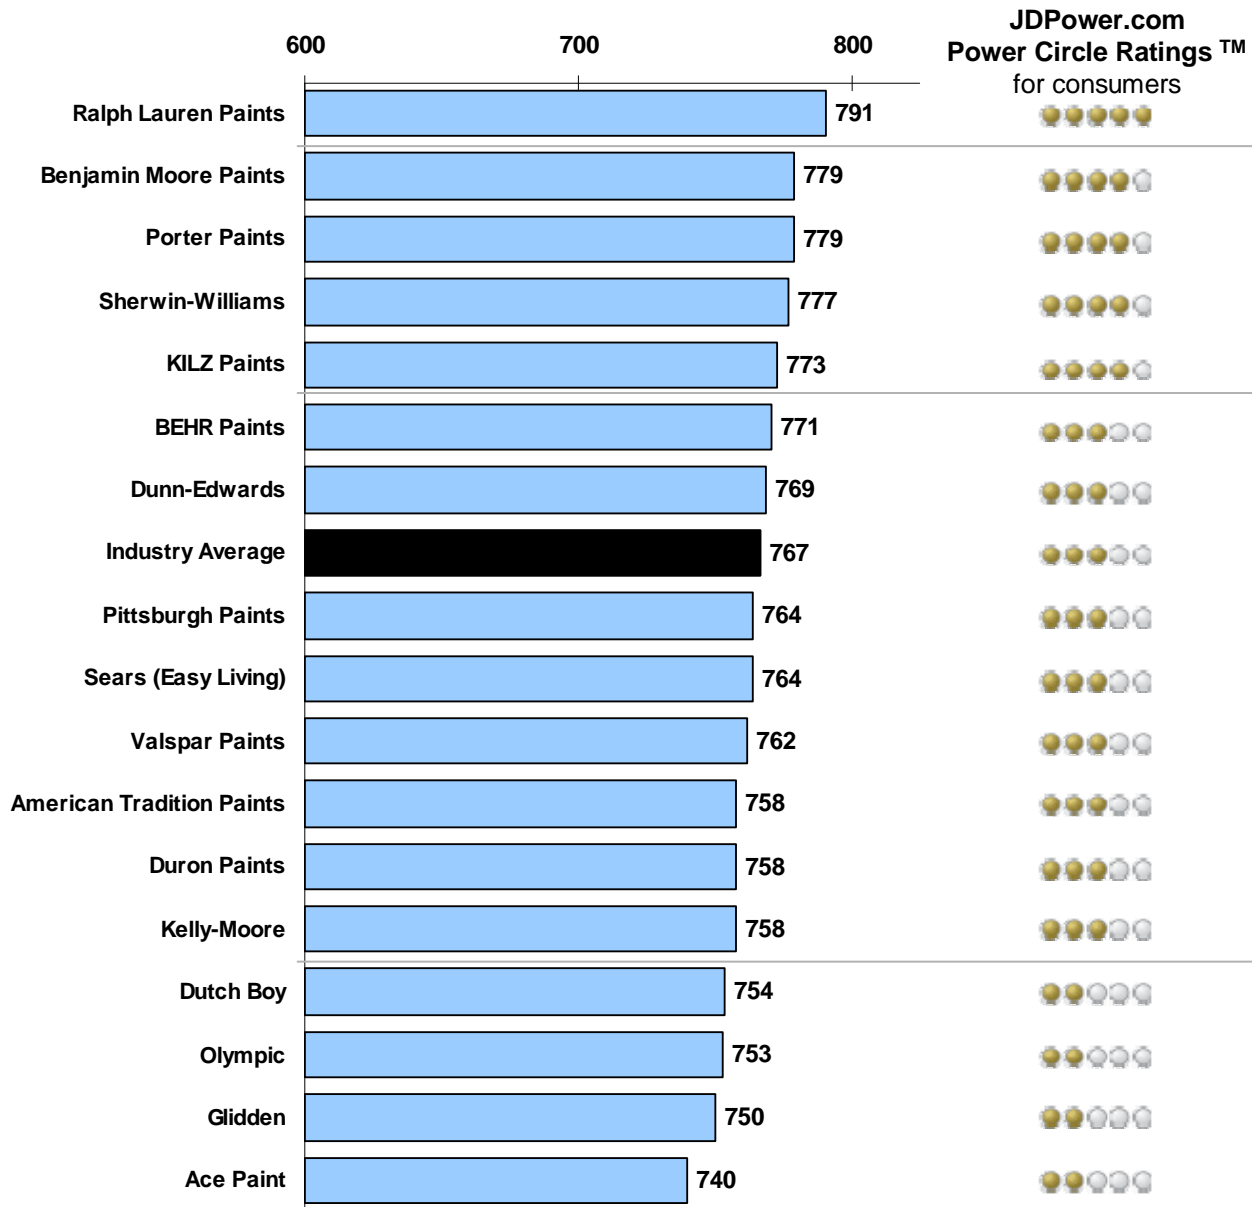 JDPower.com
600 700 800
Power Circle Ratings TM
for consumers
Ralph Lauren Paints 791
Benjamin Moore Paints 779
Porter Paints 779
Sherwin-Williams 777
KILZ Paints 773
BEHR Paints 771
Dunn-Edwards 769
Industry Average 767
Pittsburgh Paints 764
Sears (Easy Living) 764
Valspar Paints 762
American Tradition Paints 758
Duron Paints 758
Kelly-Moore 758
Dutch Boy 754
Olympic 753
Glidden 750
Ace Paint 740